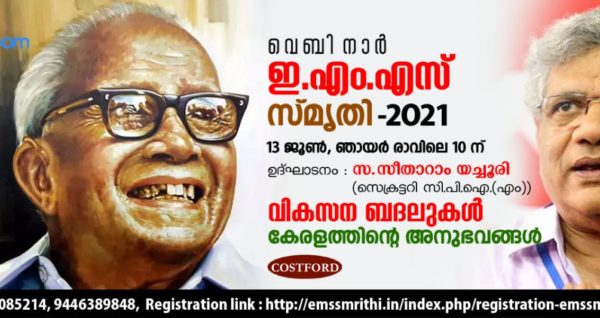 oom
വെബിനാർ
ഇ.എം.എസ്
സ്മൃതി -2021
13 ജൂൺ, ഞായർ രാവിലെ 10 ന്
ഉദ്ഘാടനം : സ.സീതാറാം യച്ചൂരി
(സെക്രട്ടറി സി.പി.ഐ.(എം))
വികസന ബദലുകൾ
കേരളത്തിന്റെ അനുഭവങ്ങൾ
COSTFORD
085214, 9446389848, Registration link : http://emssmrithi.in/index.php/registration-emssm